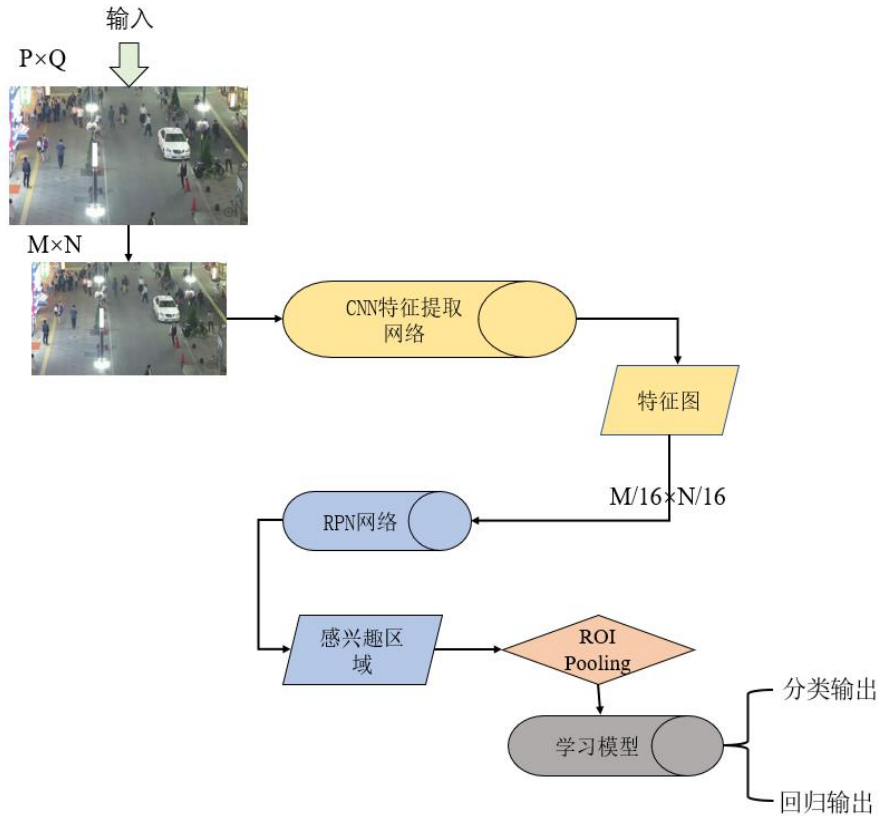 输入
P×Q
M×N
CNN特征提取
网络
特征图
M/16×N/16
RPN网络
感兴趣区
域
ROI
Pooling
学习模型
分类输出
回归输出